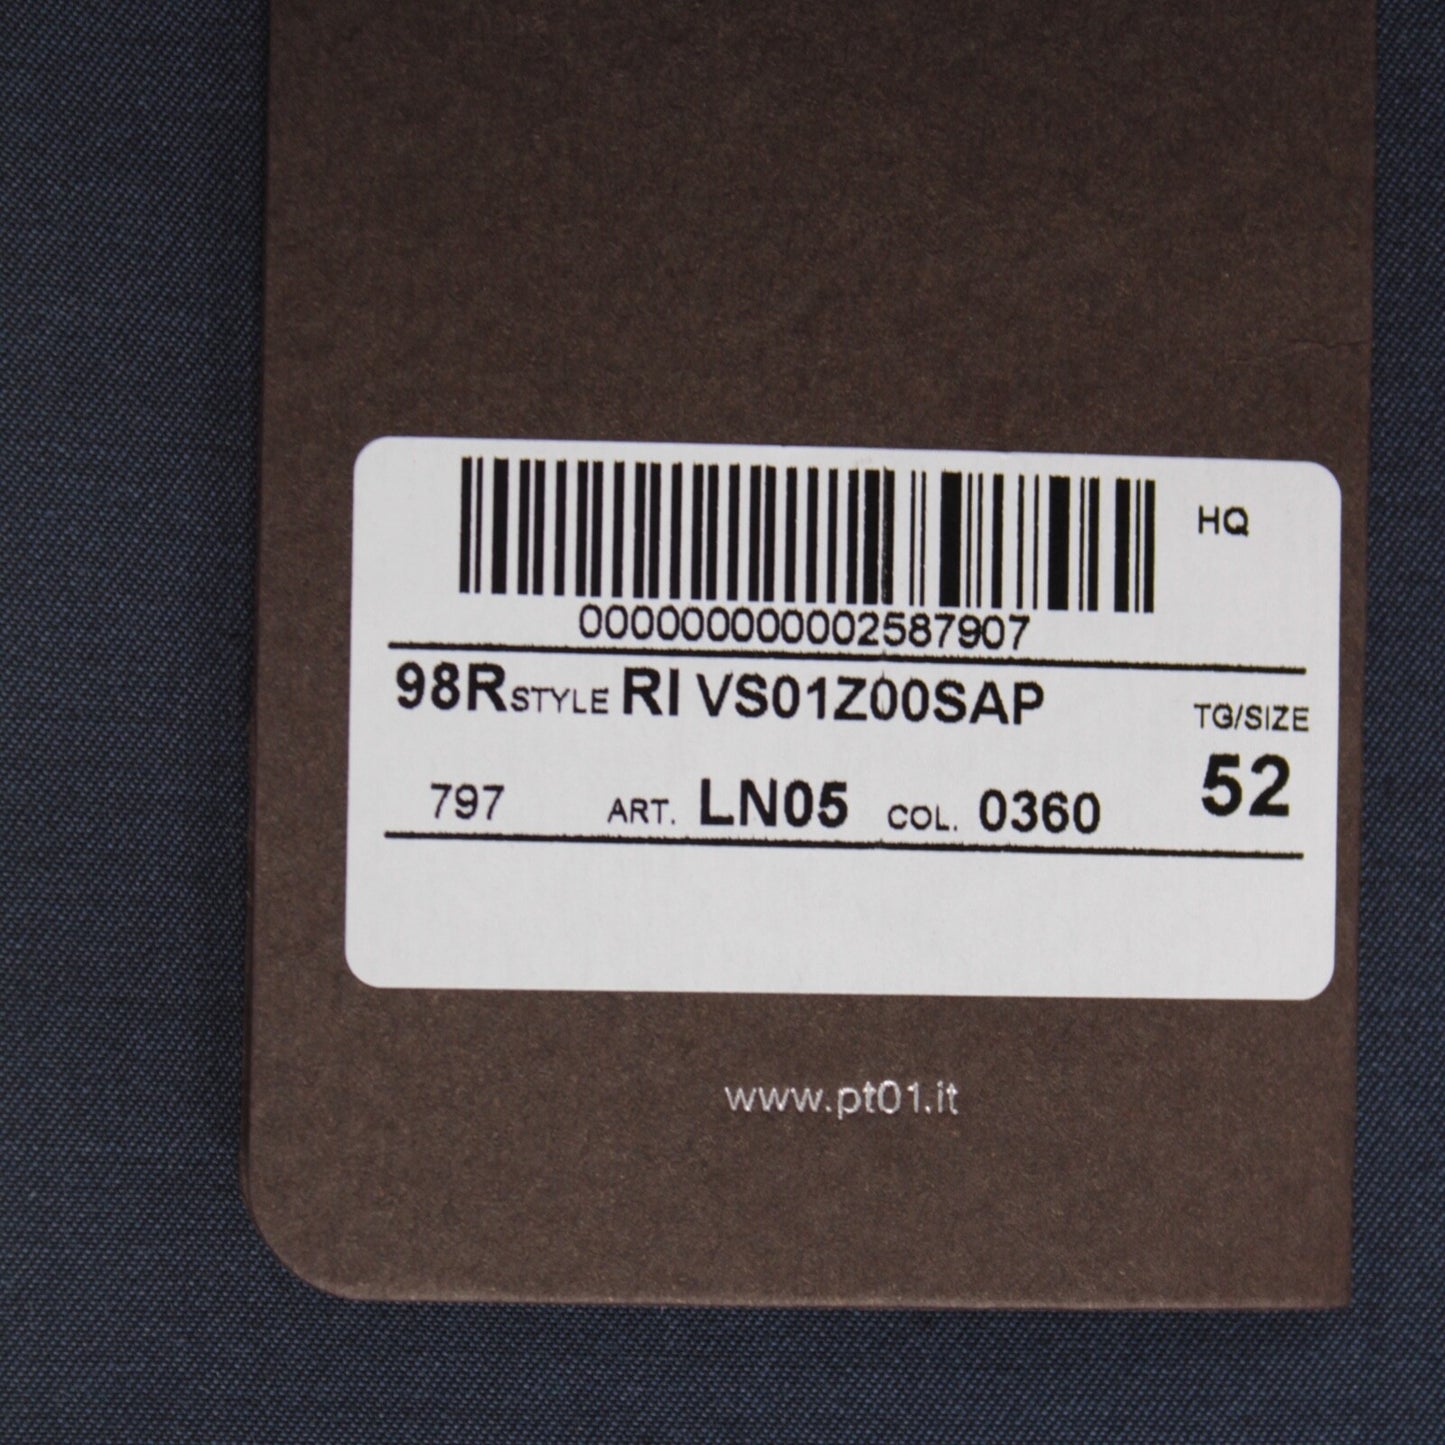 HQ
000000000002587907
98R STYLE RI VS01Z00SAP
TG/SIZE
797 ART. LN05 COL. 0360 52
www.pt01.it